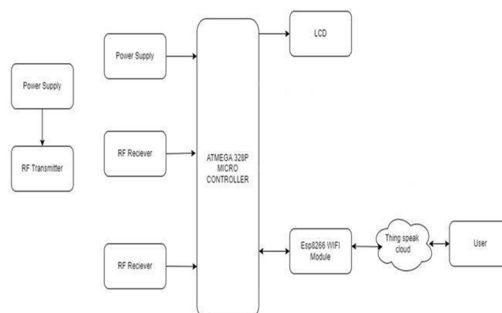 Power Supply
RF Transmitter
Power Supply
RF Reciever
RF Reciever
ATMEGA 328P
MICRO
CONTROLLER
LCD
Esp8266 WIFI
Module
Thing speak
cloud
User